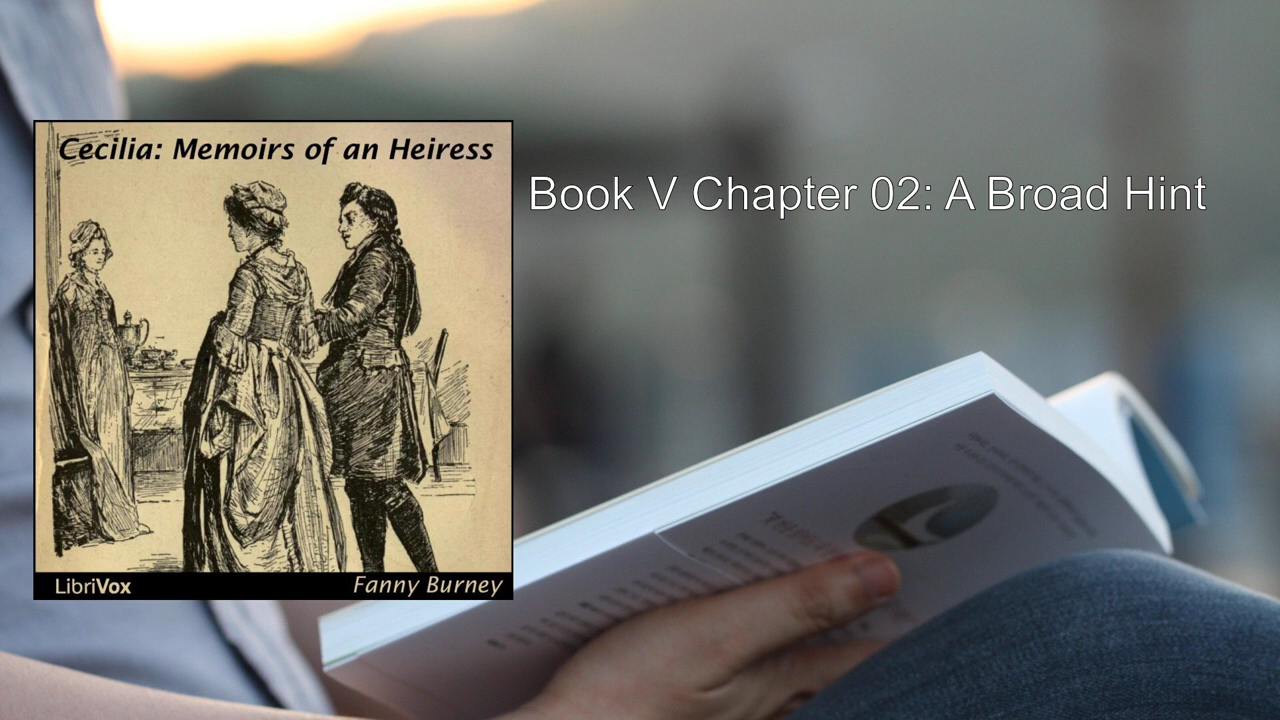 Cecilia: Memoirs of an Heiress
Book V Chapter 02: A Broad Hint
LibriVox
Fanny Burney